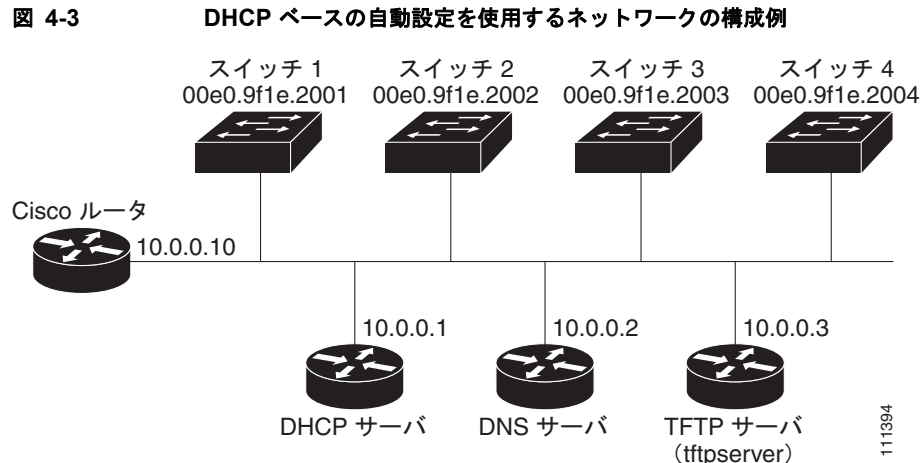 図 4-3 DHCP ベースの自動設定を使用するネットワークの構成例
スイッチ 1 スイッチ 2 スイッチ 3 スイッチ 4
00e0.9f1e.2001 00e0.9f1e.2002 00e0.9f1e.2003 00e0.9f1e.2004
Cisco ルータ
10.0.0.10
10.0.0.1 10.0.0.2 10.0.0.3
DHCP サーバ DNS サーバ TFTP サーバ
（tftpserver）
111394